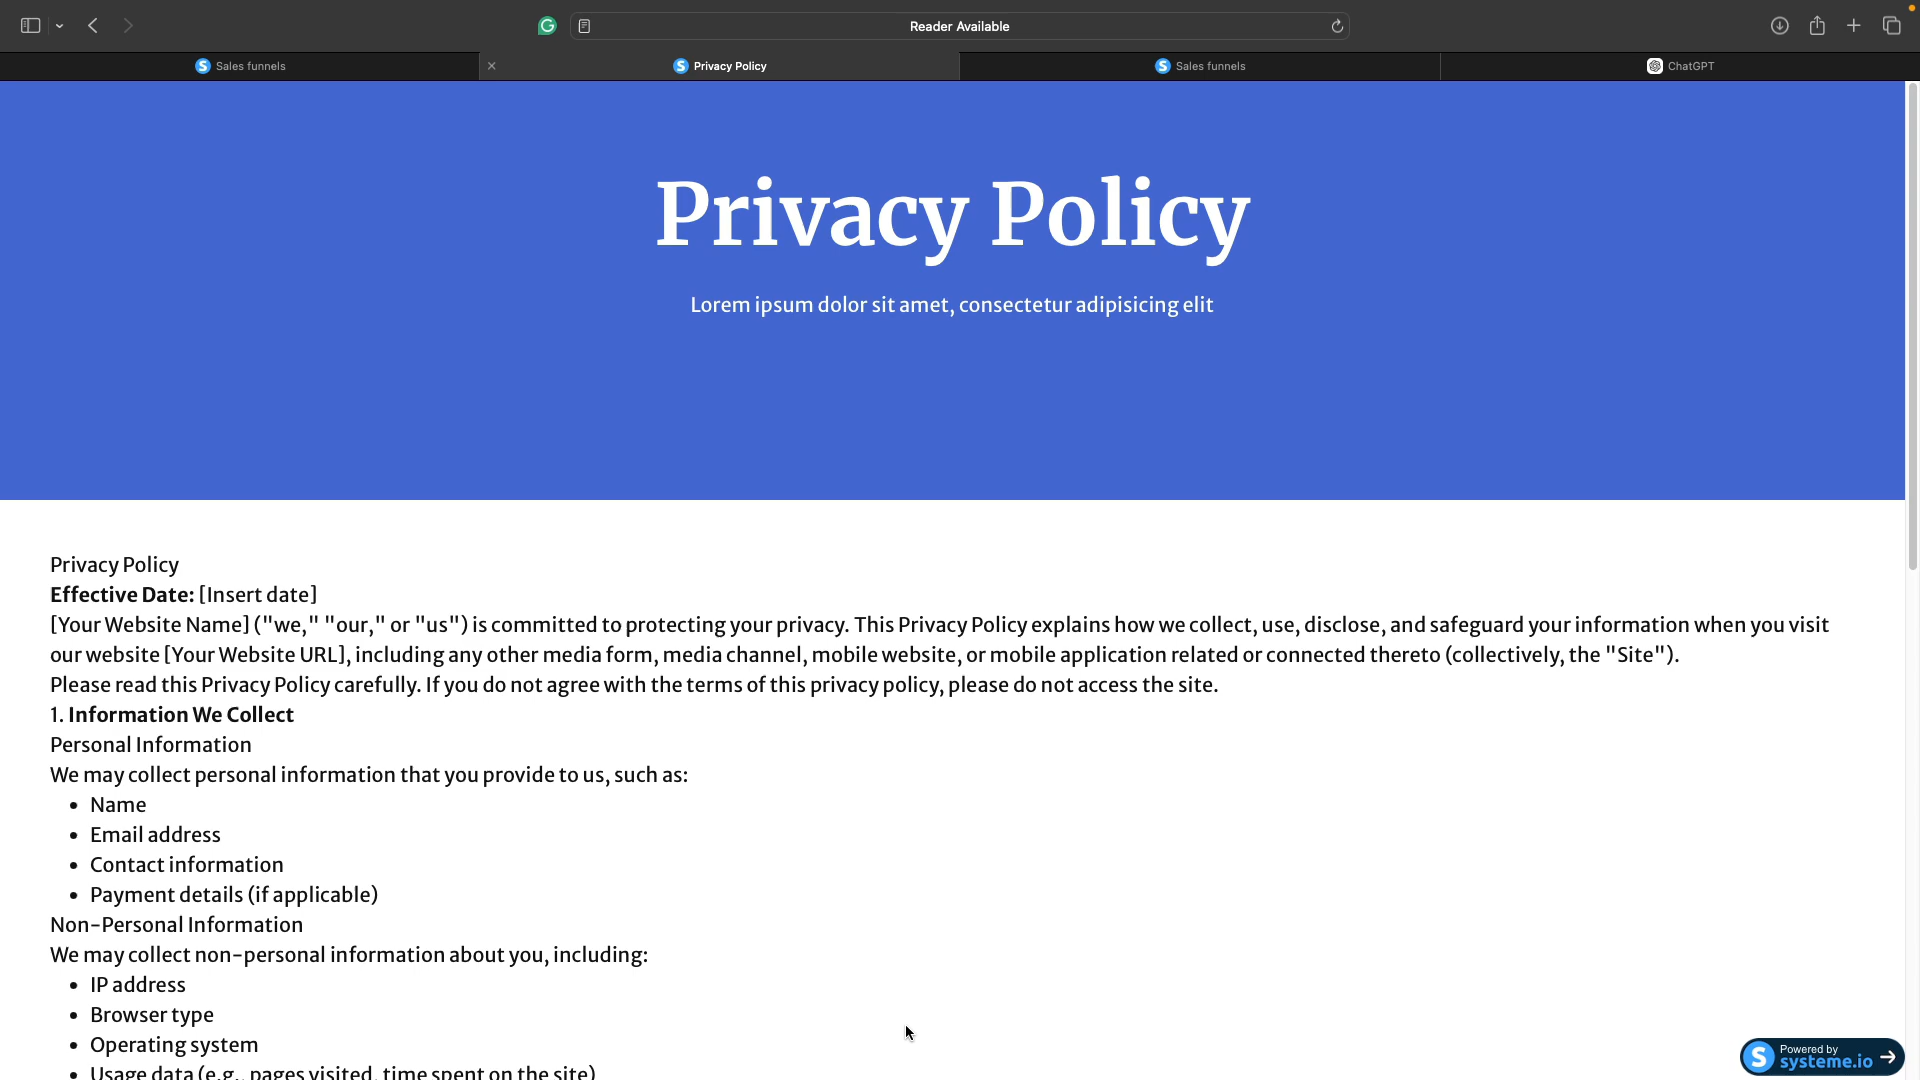 Reader Available
Sales funnels
Privacy Policy
Sales funnels
ChatGPT
Privacy Policy
Lorem ipsum dolor sit amet, consectetur adipisicing elit
Privacy Policy
Effective Date: [Insert date]
[Your Website Name] ("we," "our," or "us") is committed to protecting your privacy. This Privacy Policy explains how we collect, use, disclose, and safeguard your information when you visit
our website [Your Website URL], including any other media form, media channel, mobile website, or mobile application related or connected thereto (collectively, the "Site").
Please read this Privacy Policy carefully. If you do not agree with the terms of this privacy policy, please do not access the site.
1. Information We Collect
Personal Information
We may collect personal information that you provide to us, such as:
• Name
• Email address
• Contact information
• Payment details (if applicable)
Non-Personal Information
We may collect non-personal information about you, including:
• IP address
• Browser type
• Operating system
• Usage data (e.g., pages visited, time spent on the site)
Powered by
systeme.io